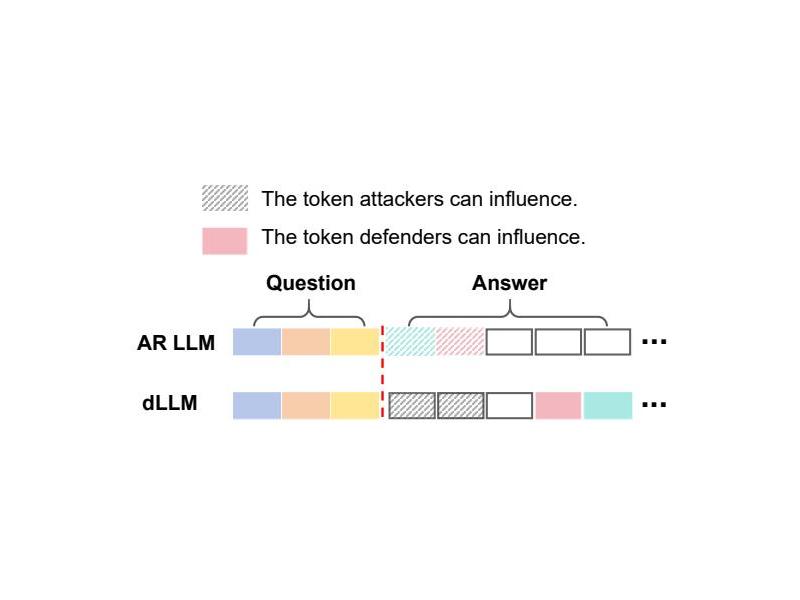 The token attackers can influence.
The token defenders can influence.
Question Answer
AR LLM ...
dLLM ...